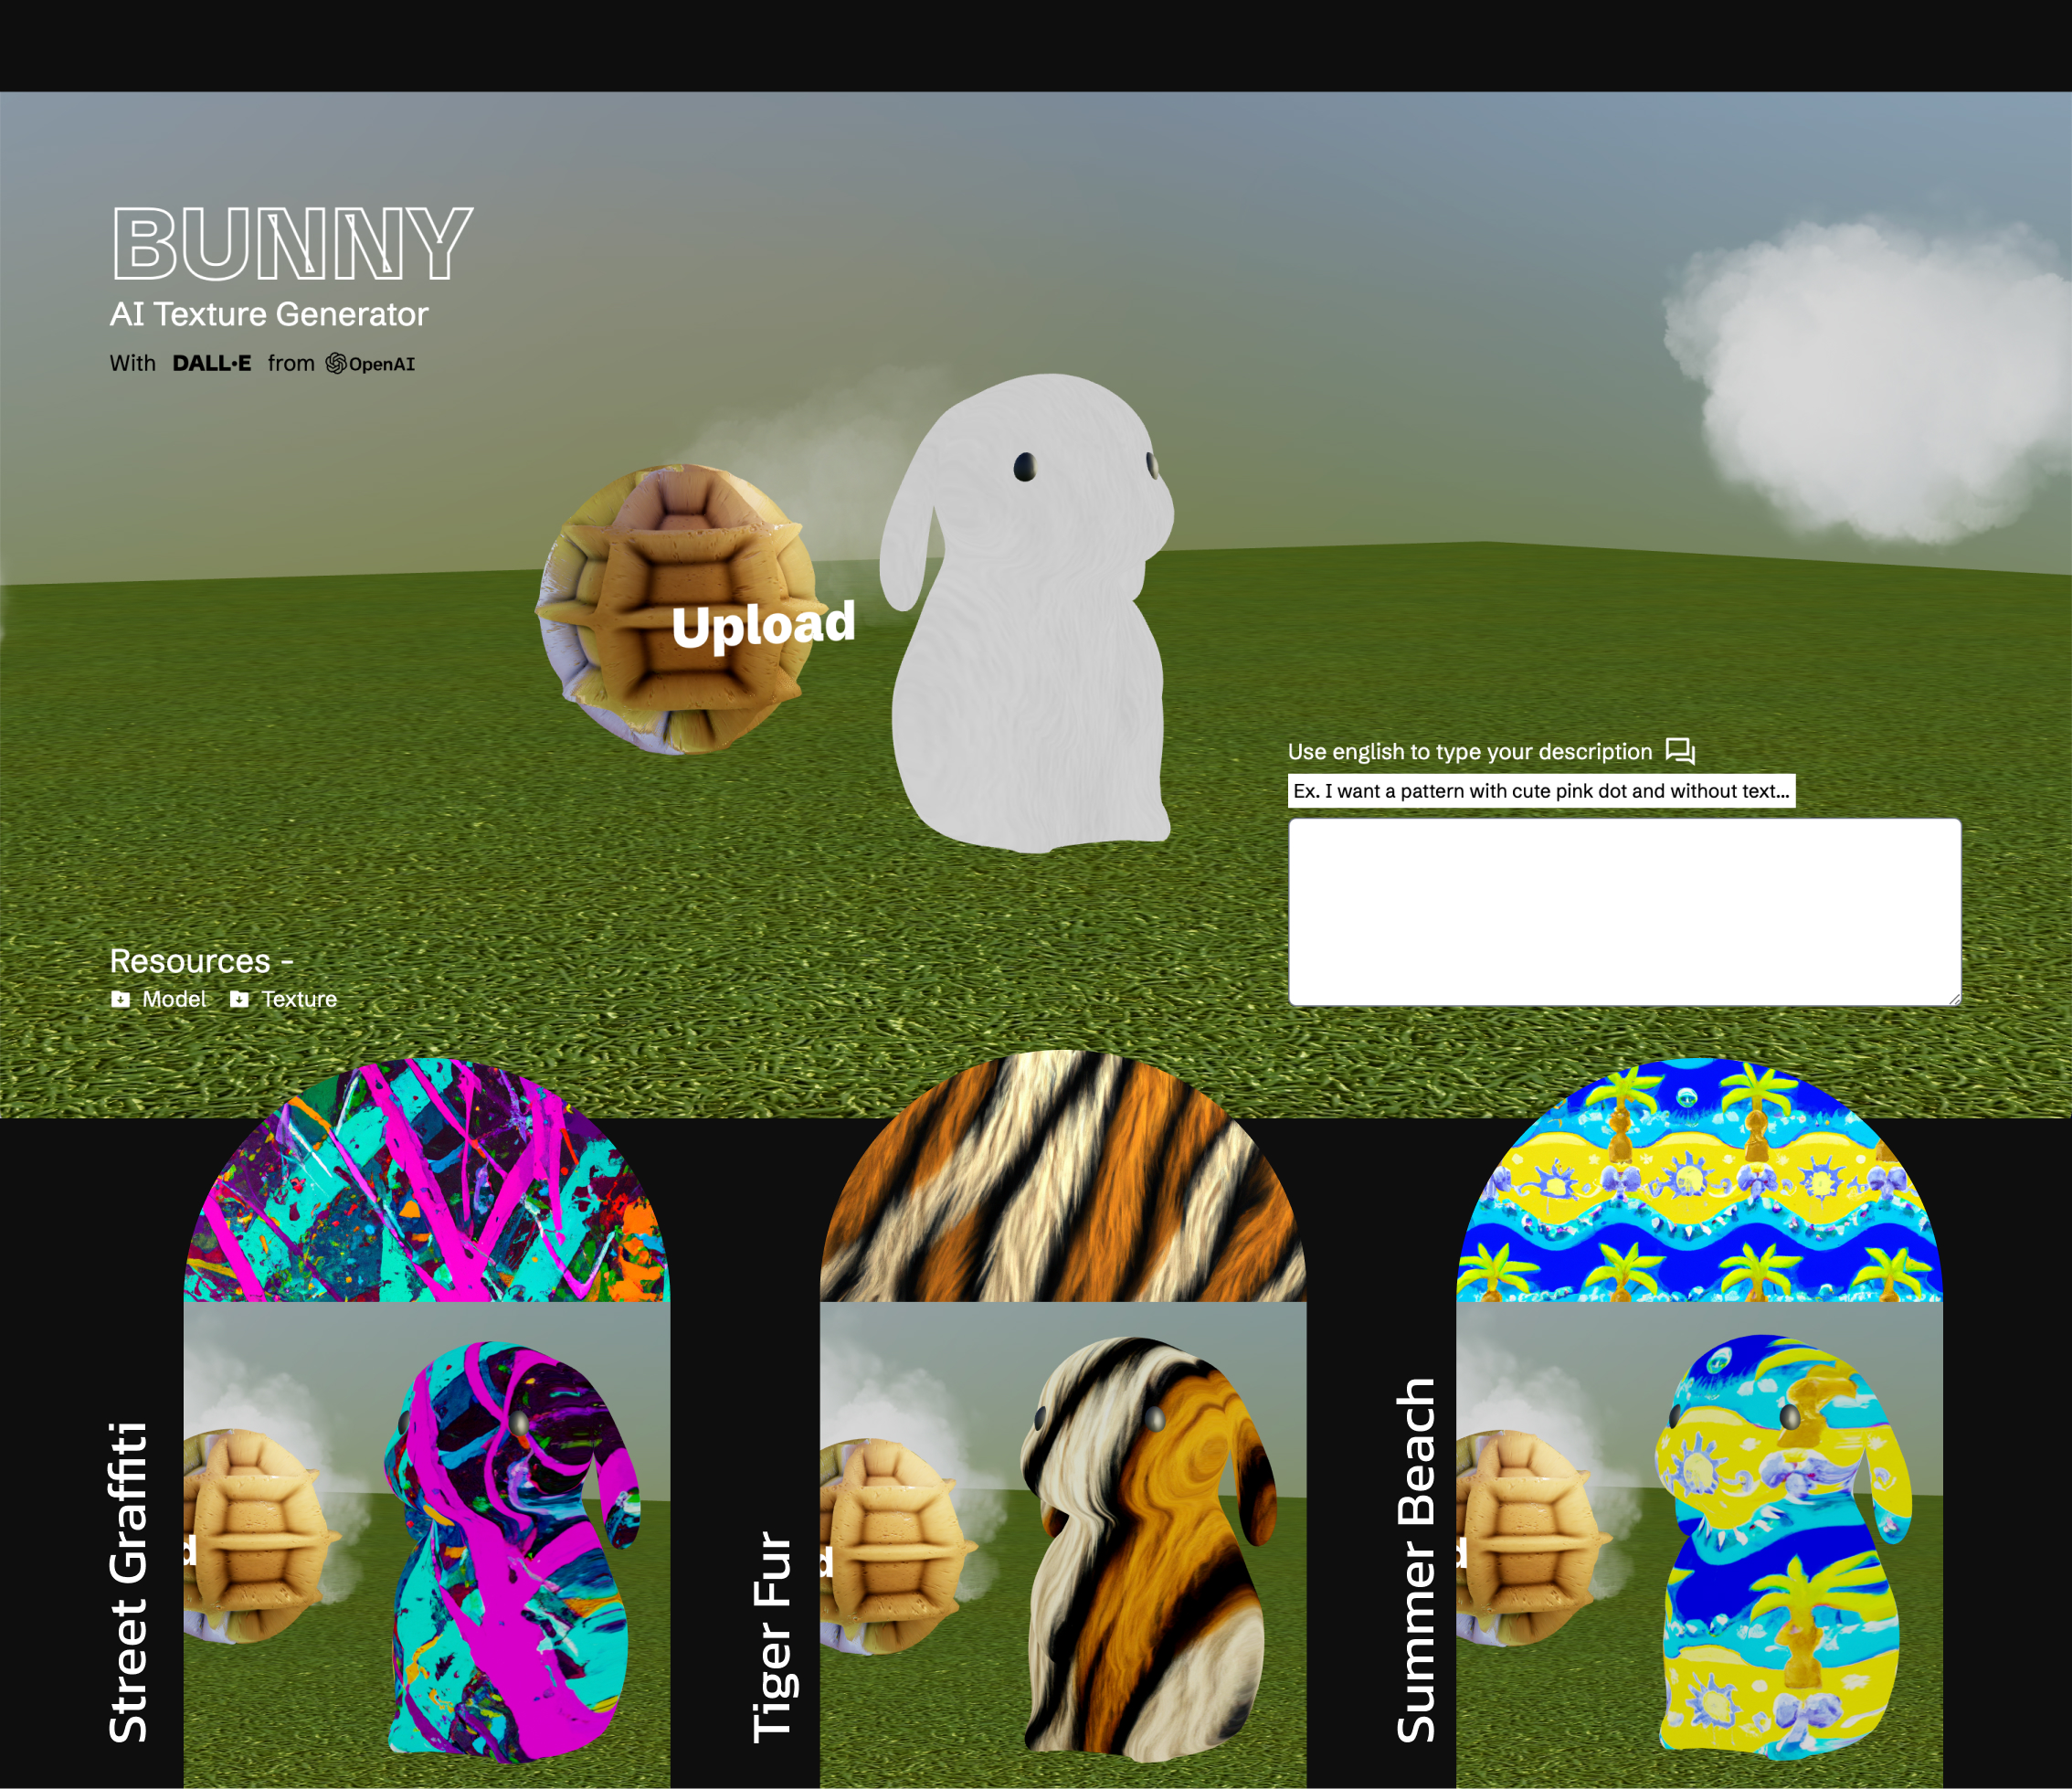 BUNNY
AI Texture Generator
With DALL·E from OpenAI
Upload
Use english to type your description
Ex. I want a pattern with cute pink dot and without text...
Resources -
Model Texture
Street Graffiti
d
Tiger Fur
d
Summer Beach
d